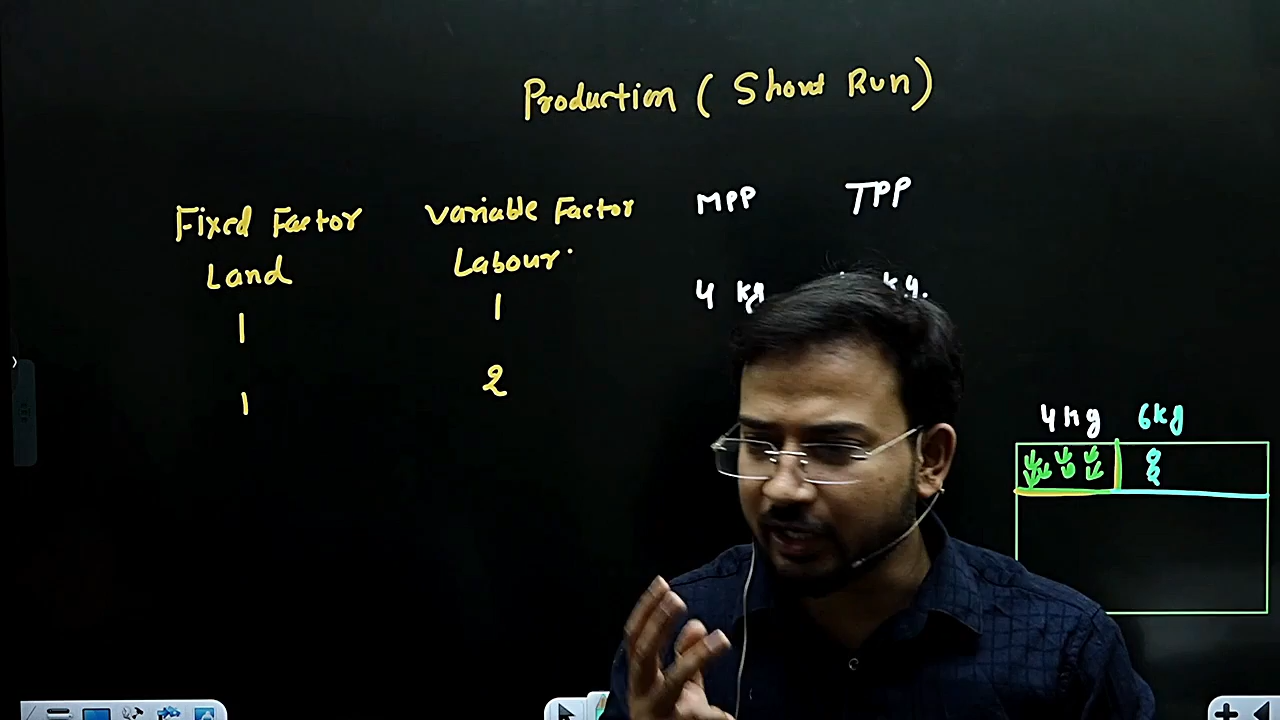 Production (Short Run)
Fixed Factor Variable Factor MPP TPP
Land Labour
1 1 4 kg kg.
1 2
4 kg 6kg